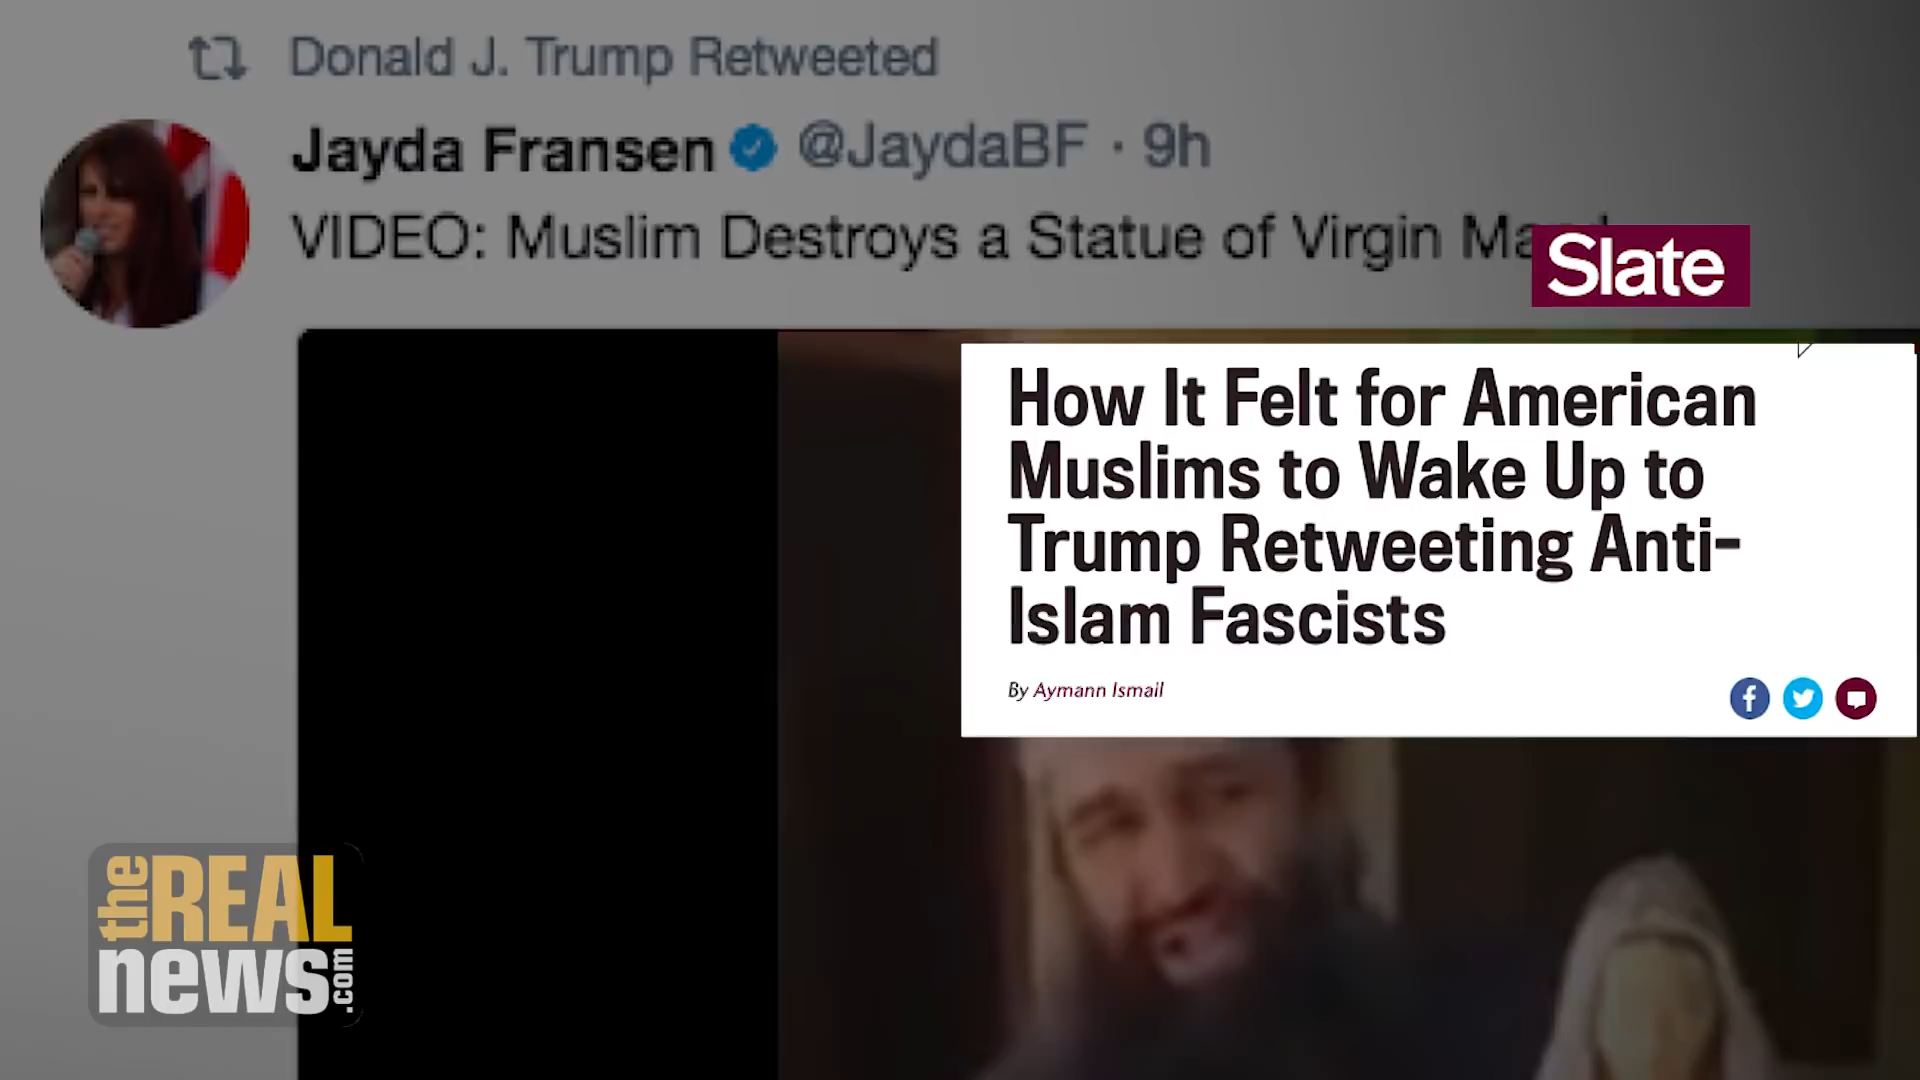 Donald J. Trump Retweeted
Jayda Fransen @JaydaBF · 9h
VIDEO: Muslim Destroys a Statue of Virgin
Slate
How It Felt for American
Muslims to Wake Up to
Trump Retweeting Anti-
Islam Fascists
By Aymann Ismail
the REAL
news.com